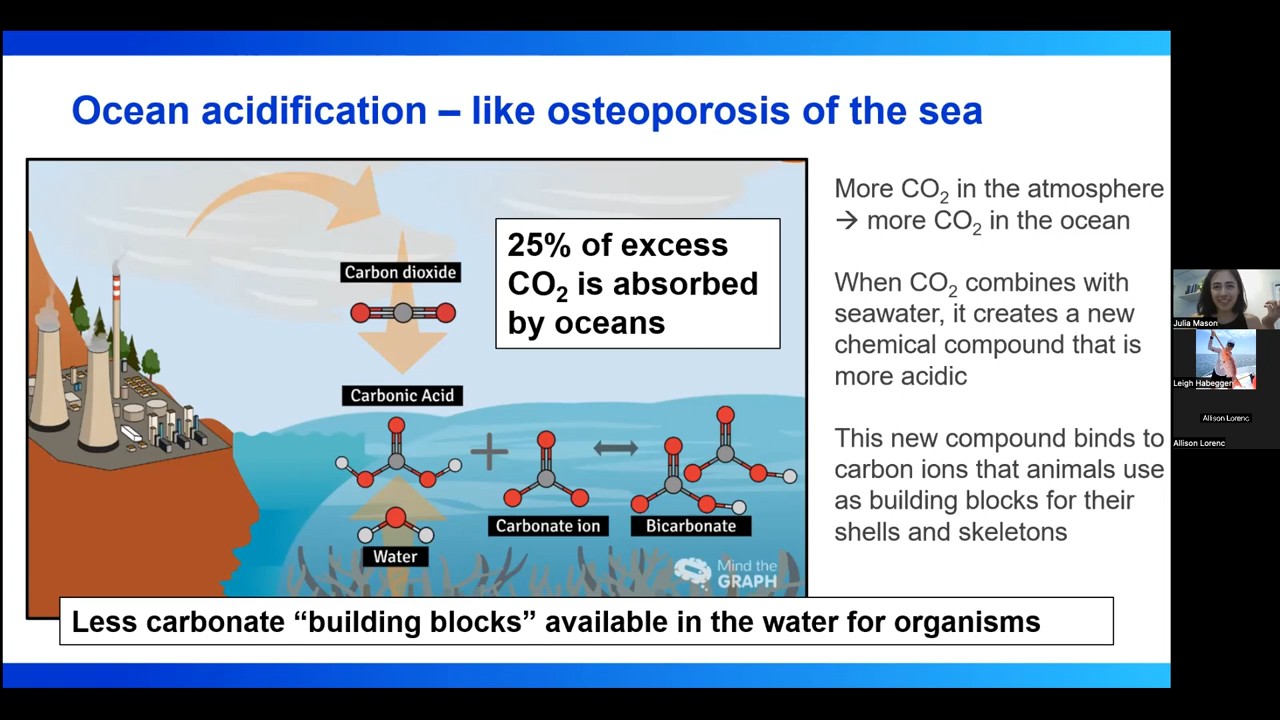 Ocean acidification – like osteoporosis of the sea
Carbon dioxide
25% of excess
CO₂ is absorbed
by oceans
Carbonic Acid
Carbonate ion
Bicarbonate
Water
Mind the
GRAPH
Less carbonate “building blocks” available in the water for organisms
More CO₂ in the atmosphere
→ more CO₂ in the ocean
When CO₂ combines with
seawater, it creates a new
chemical compound that is
more acidic
This new compound binds to
carbon ions that animals use
as building blocks for their
shells and skeletons
Julia Mason
Leigh Habegger
Allison Lorenc
Allison Lorenc